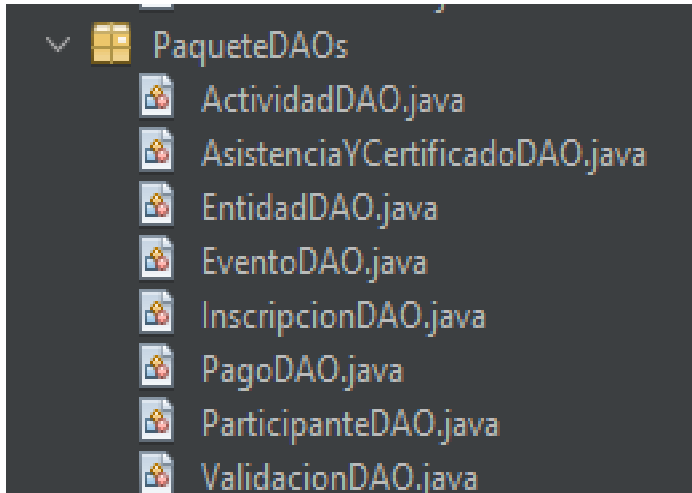 PaqueteDAOs
ActividadDAO.java
AsistenciaYCertificadoDAO.java
EntidadDAO.java
EventoDAO.java
InscripcionDAO.java
PagoDAO.java
ParticipanteDAO.java
ValidacionDAO.java